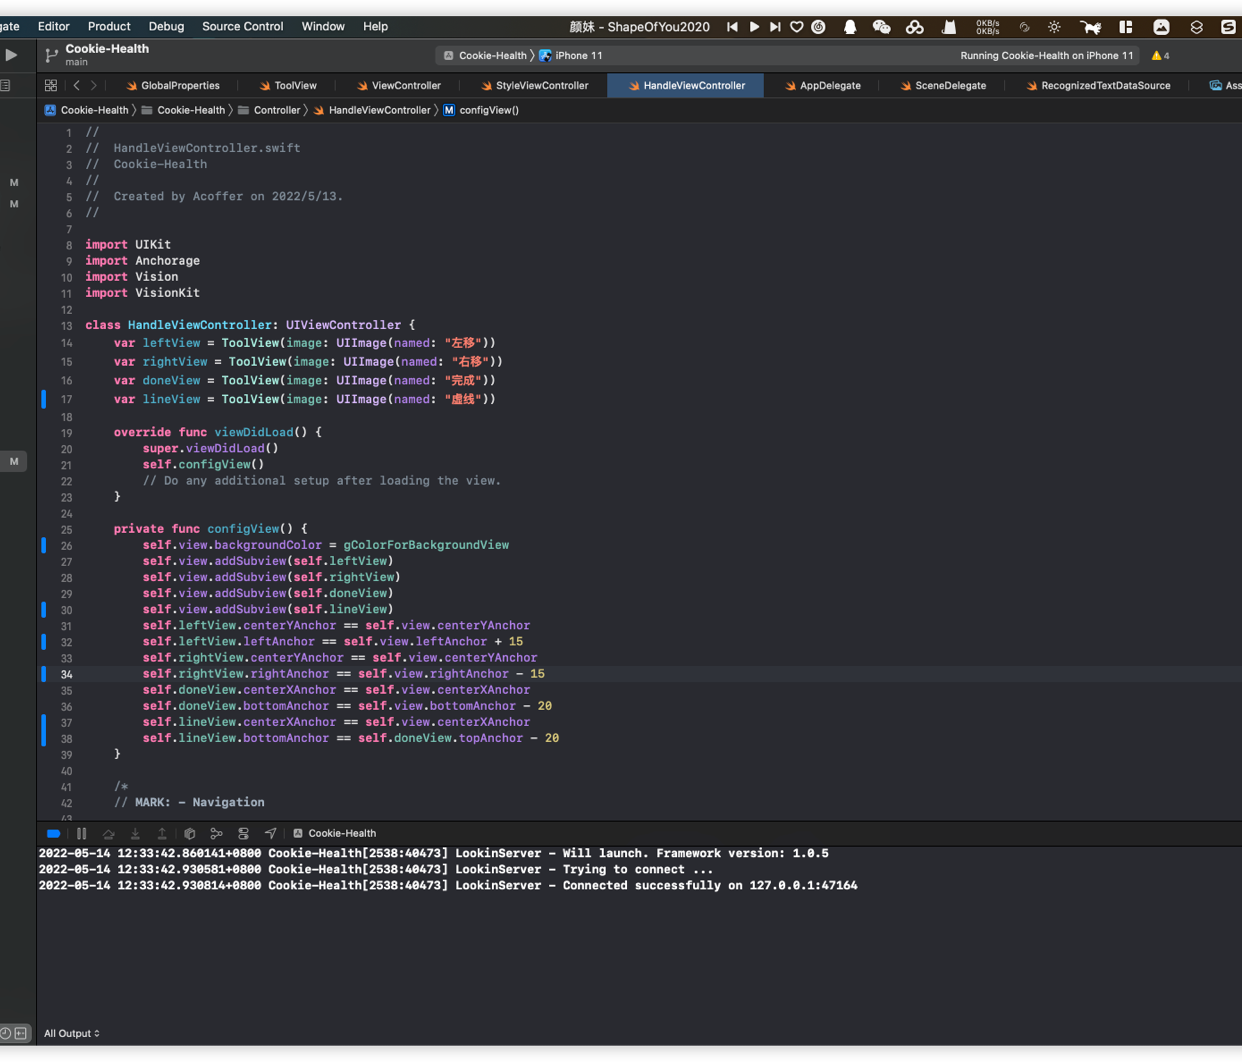 gate Editor Product Debug Source Control Window Help 颜妹 - ShapeOfYou2020 0KB/s 0KB/s
Cookie-Health
main
Cookie-Health 〉 iPhone 11 Running Cookie-Health on iPhone 11 4
GlobalProperties ToolView ViewController StyleViewController HandleViewController AppDelegate SceneDelegate RecognizedTextDataSource Ass
Cookie-Health 〉 Cookie-Health 〉 Controller 〉 HandleViewController 〉 M configView()
1 //
2 //  HandleViewController.swift
3 //  Cookie-Health
4 //
5 //  Created by Acoffer on 2022/5/13.
6 //
7
8 import UIKit
9 import Anchorage
10 import Vision
11 import VisionKit
12
13 class HandleViewController: UIViewController {
14     var leftView = ToolView(image: UIImage(named: "左移"))
15     var rightView = ToolView(image: UIImage(named: "右移"))
16     var doneView = ToolView(image: UIImage(named: "完成"))
17     var lineView = ToolView(image: UIImage(named: "虚线"))
18
19     override func viewDidLoad() {
20         super.viewDidLoad()
21         self.configView()
22         // Do any additional setup after loading the view.
23     }
24
25     private func configView() {
26         self.view.backgroundColor = gColorForBackgroundView
27         self.view.addSubview(self.leftView)
28         self.view.addSubview(self.rightView)
29         self.view.addSubview(self.doneView)
30         self.view.addSubview(self.lineView)
31         self.leftView.centerYAnchor == self.view.centerYAnchor
32         self.leftView.leftAnchor == self.view.leftAnchor + 15
33         self.rightView.centerYAnchor == self.view.centerYAnchor
34         self.rightView.rightAnchor == self.view.rightAnchor - 15
35         self.doneView.centerXAnchor == self.view.centerXAnchor
36         self.doneView.bottomAnchor == self.view.bottomAnchor - 20
37         self.lineView.centerXAnchor == self.view.centerXAnchor
38         self.lineView.bottomAnchor == self.doneView.topAnchor - 20
39     }
40
41     /*
42     // MARK: - Navigation
43
M
M
M
Cookie-Health
2022-05-14 12:33:42.860141+0800 Cookie-Health[2538:40473] LookinServer - Will launch. Framework version: 1.0.5
2022-05-14 12:33:42.930581+0800 Cookie-Health[2538:40473] LookinServer - Trying to connect ...
2022-05-14 12:33:42.930814+0800 Cookie-Health[2538:40473] LookinServer - Connected successfully on 127.0.0.1:47164
All Output